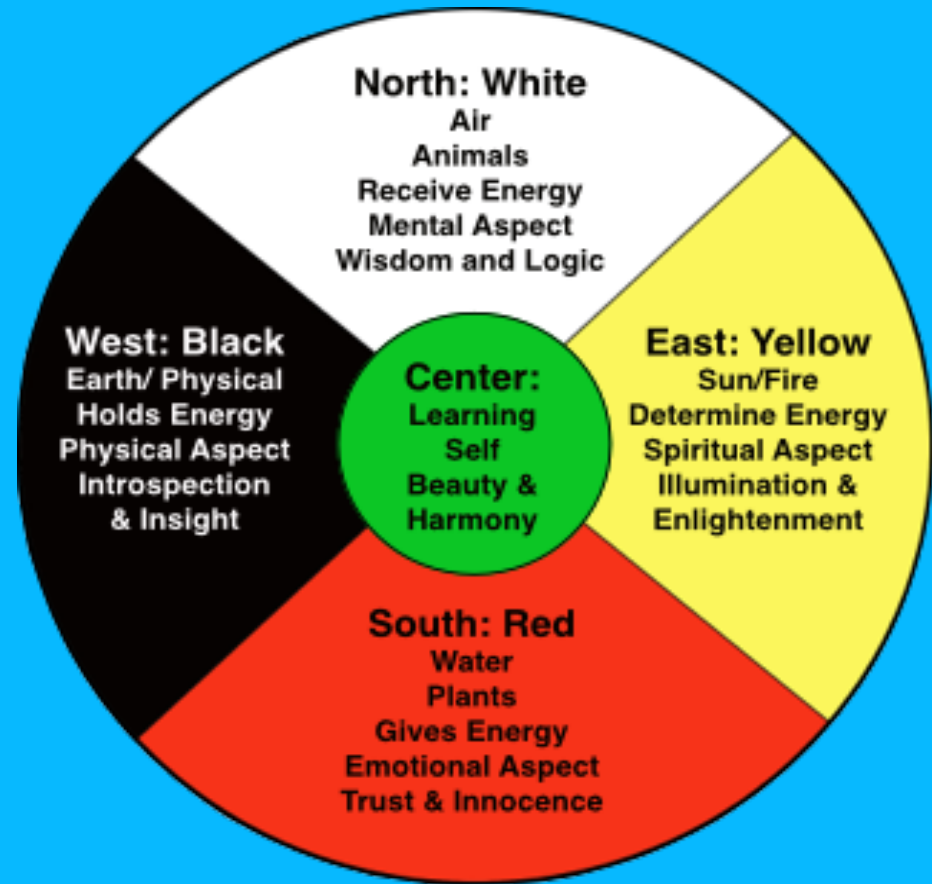 North: White
Air
Animals
Receive Energy
Mental Aspect
Wisdom and Logic
West: Black
Earth/ Physical
Holds Energy
Physical Aspect
Introspection
& Insight
Center:
Learning
Self
Beauty &
Harmony
East: Yellow
Sun/Fire
Determine Energy
Spiritual Aspect
Illumination &
Enlightenment
South: Red
Water
Plants
Gives Energy
Emotional Aspect
Trust & Innocence